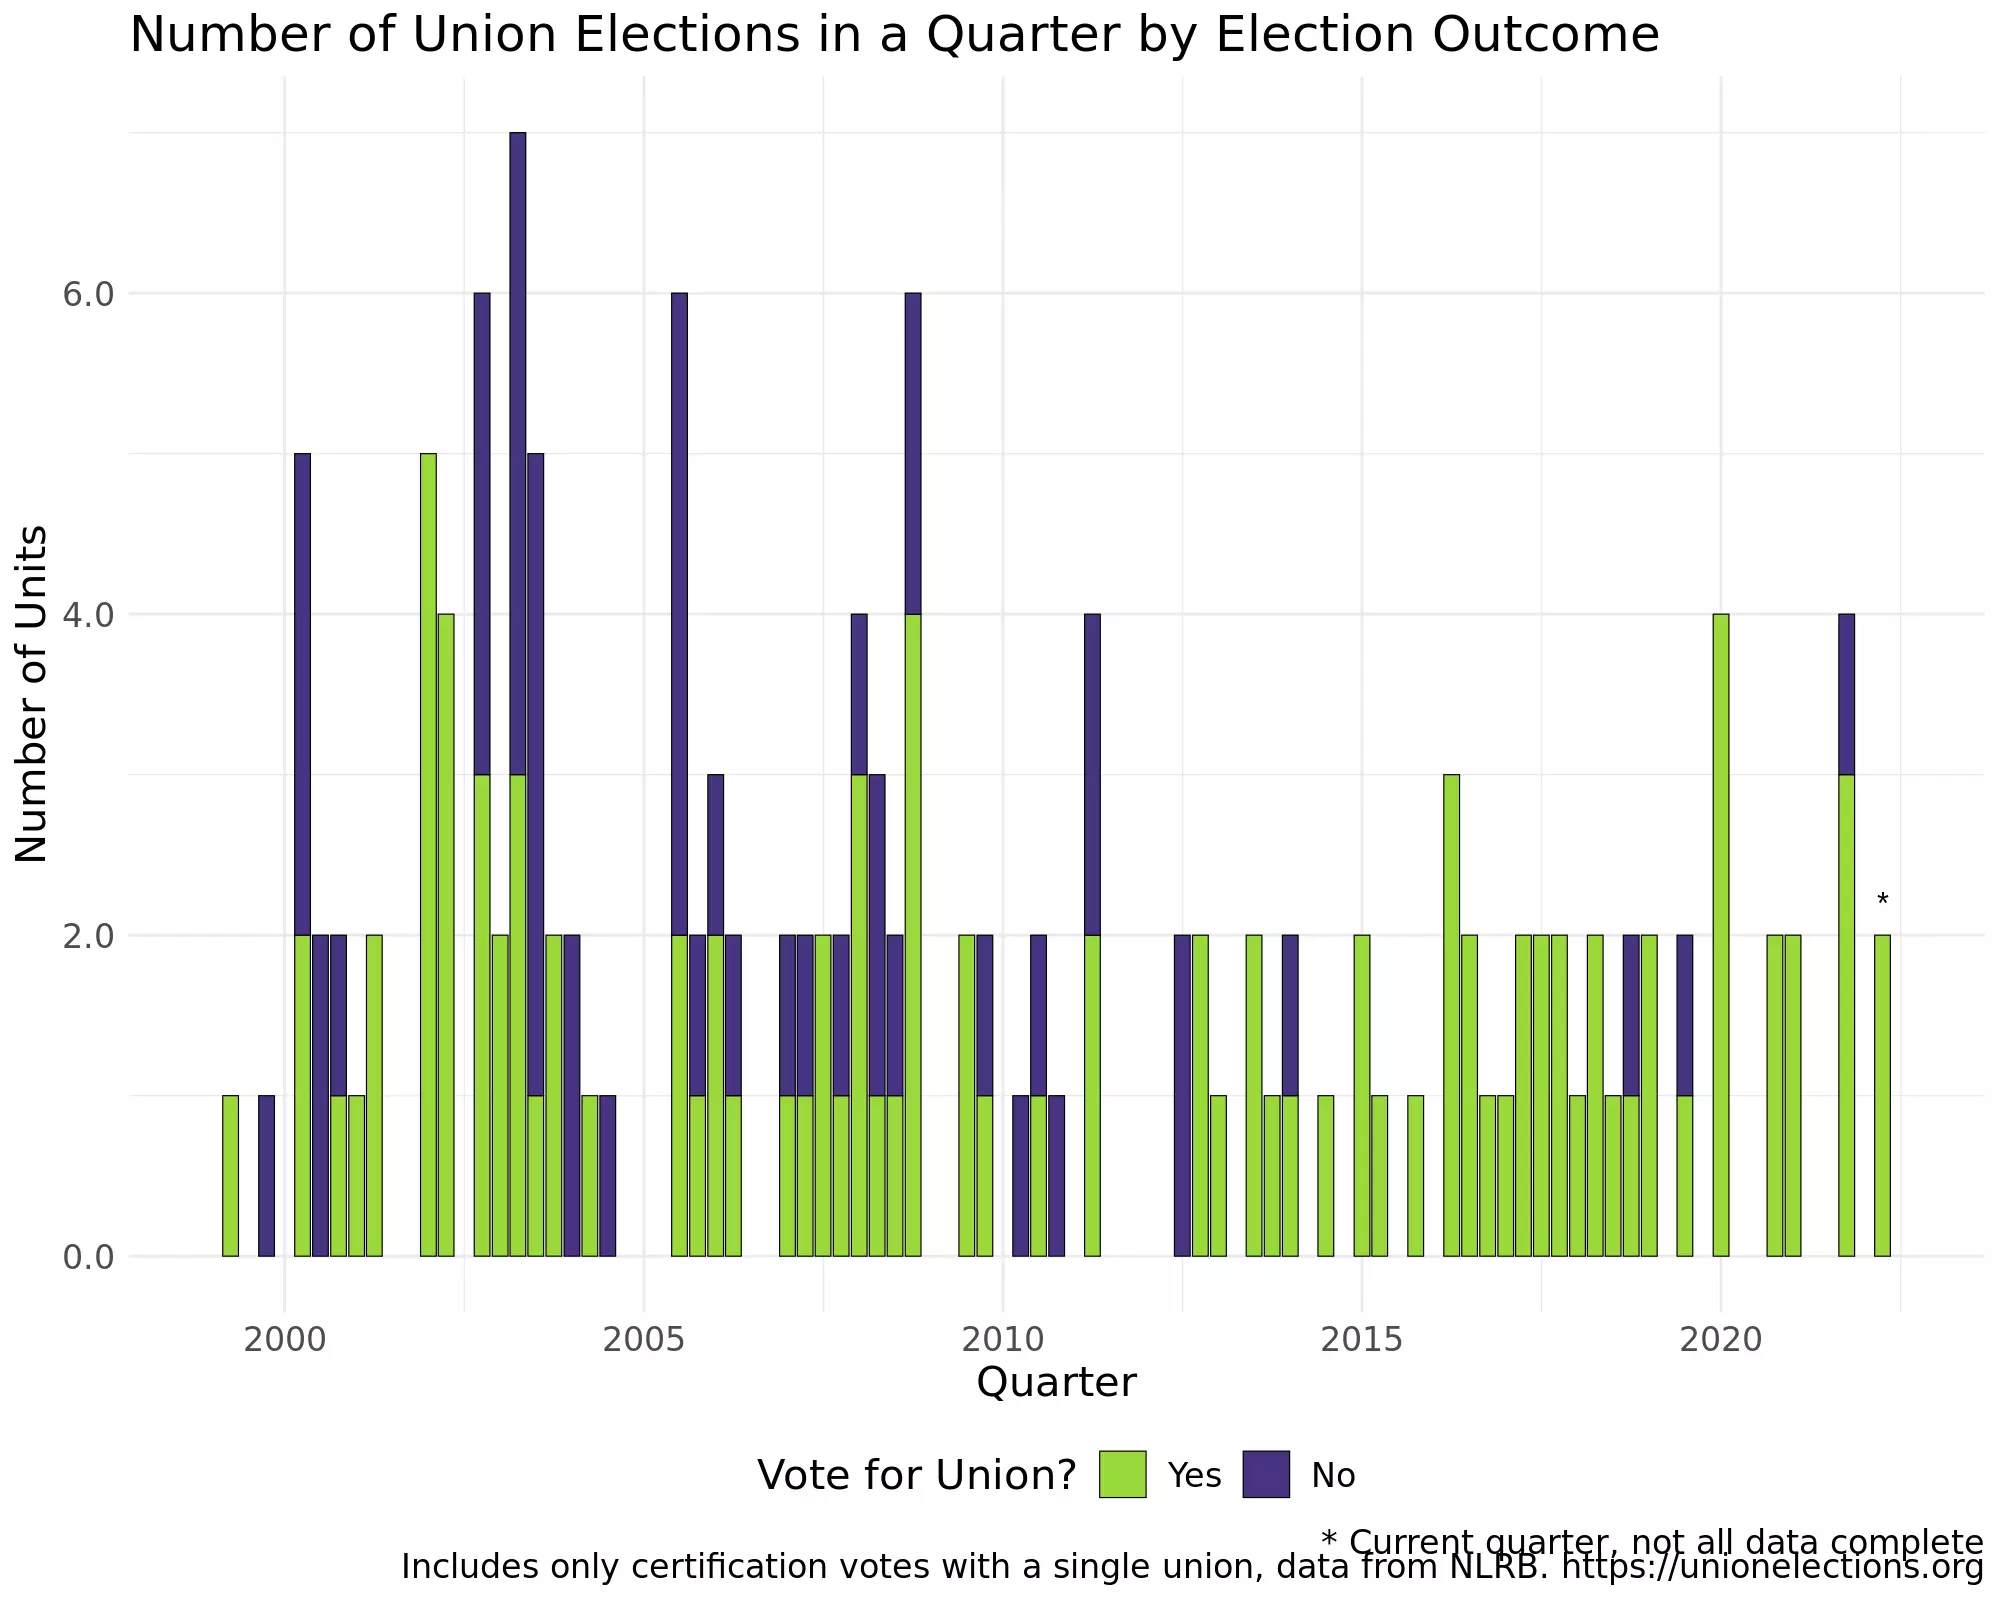 Number of Union Elections in a Quarter by Election Outcome
Number of Units
6.0
4.0
2.0
0.0
*
2000 2005 2010 2015 2020
Quarter
Vote for Union? Yes No
* Current quarter, not all data complete
Includes only certification votes with a single union, data from NLRB. https://unionelections.org